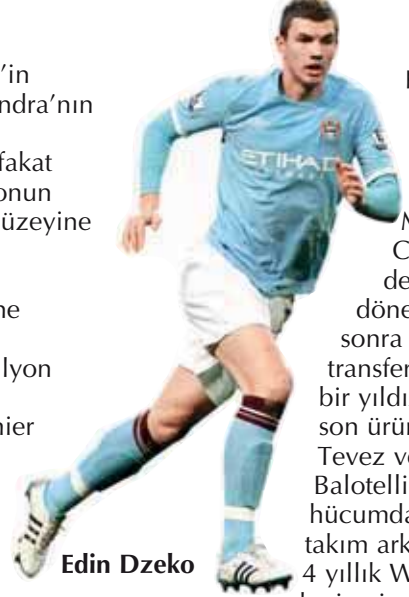 'in
ndra'nın
fakat
onun
üzeyine
ne
lyon
nier
ETIHAD
Edin Dzeko
M
C
de
döne
sonra
transfer
bir yıldız
son ürün
Tevez ve
Balotelli
hücumda
takım ark
4 yıllık W